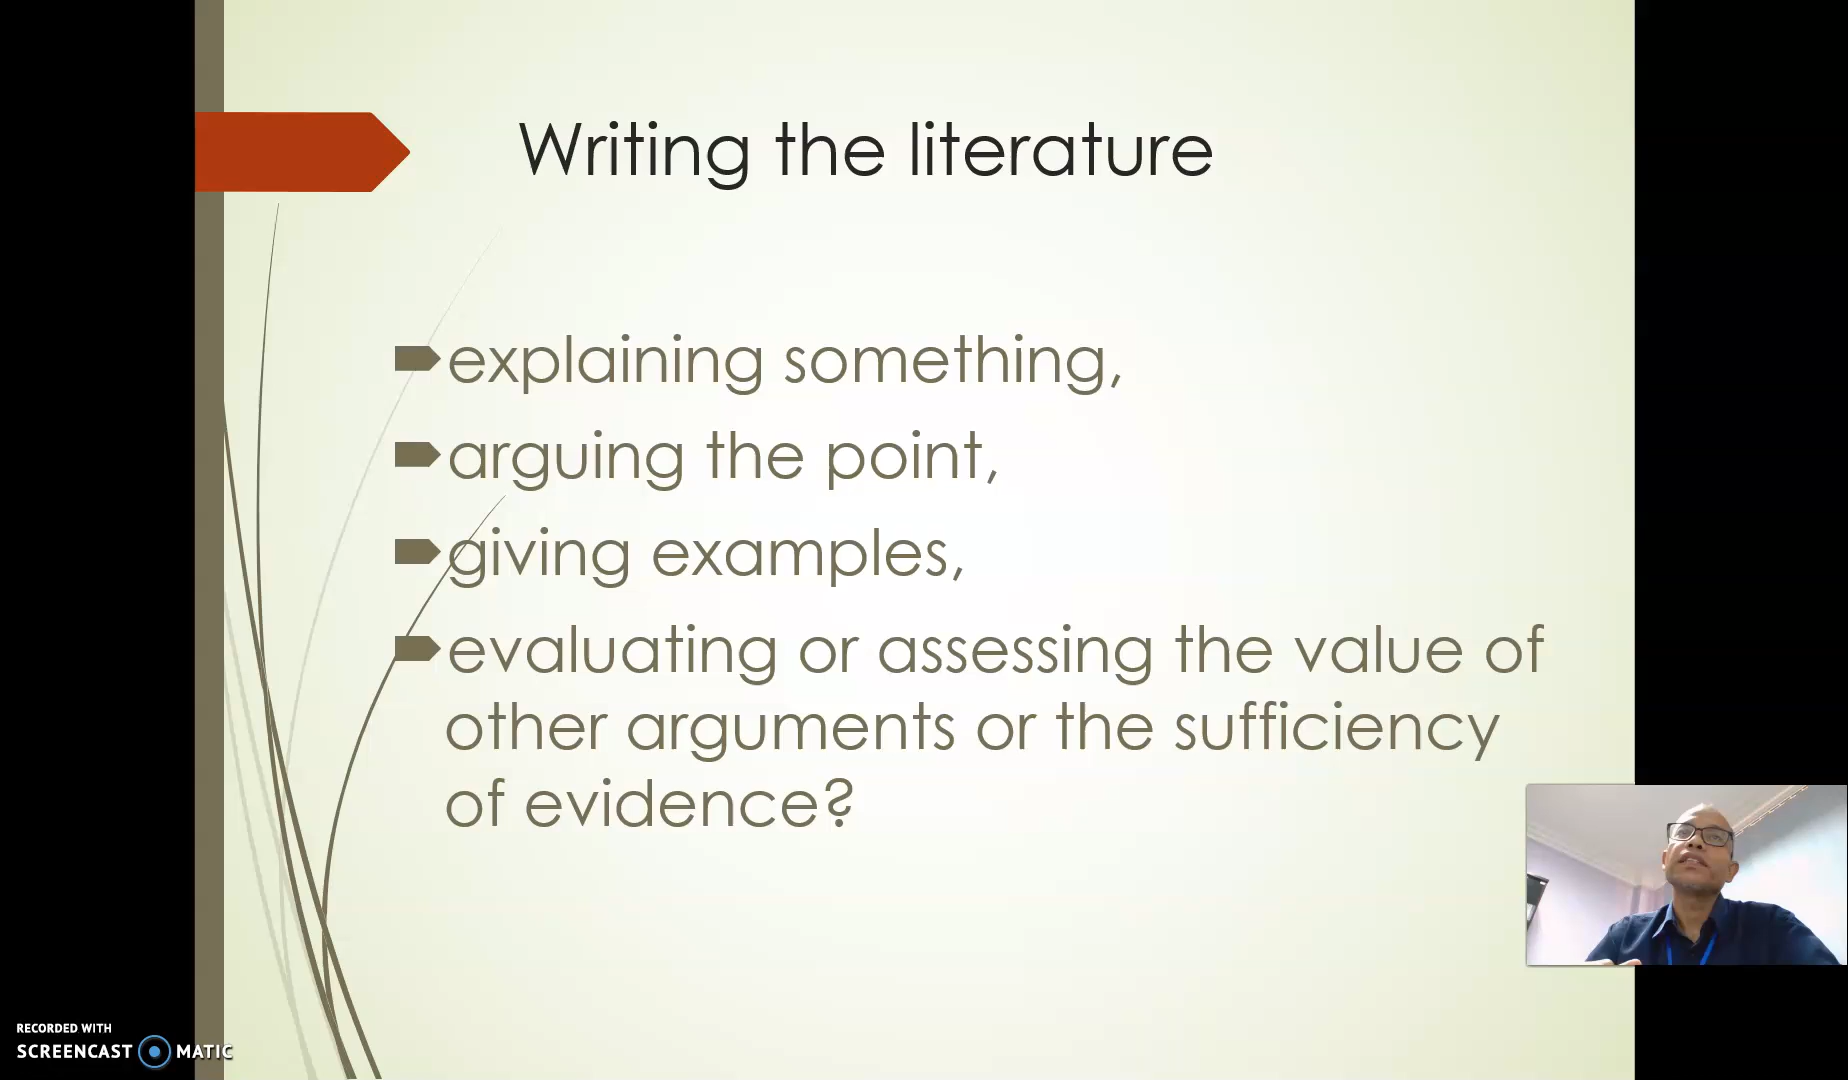 Writing the literature
explaining something,
arguing the point,
giving examples,
evaluating or assessing the value of
other arguments or the sufficiency
of evidence?
RECORDED WITH
SCREENCAST MATIC